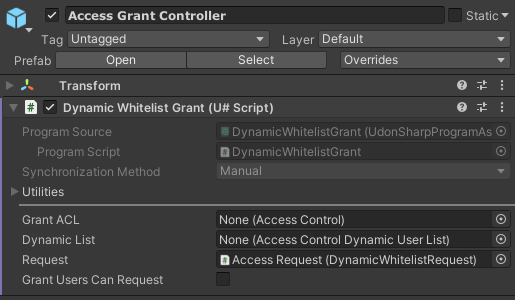 Access Grant Controller Static
Tag Untagged Layer Default
Prefab Open Select Overrides
Transform
# Dynamic Whitelist Grant (U# Script)
Program Source DynamicWhitelistGrant (UdonSharpProgramAs
Program Script # DynamicWhitelistGrant
Synchronization Method Manual
Utilities
Grant ACL None (Access Control)
Dynamic List None (Access Control Dynamic User List)
Request # Access Request (DynamicWhitelistRequest)
Grant Users Can Request